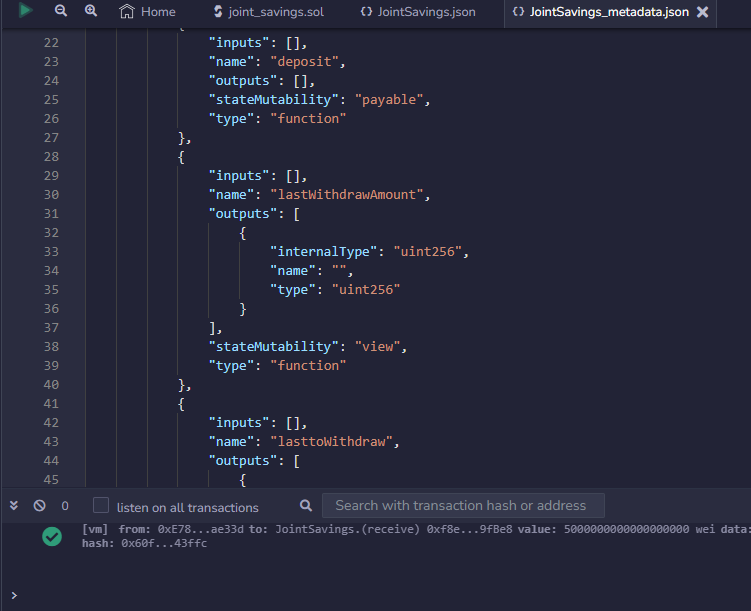 Home joint_savings.sol JointSavings.json JointSavings_metadata.json
22 "inputs": [],
23 "name": "deposit",
24 "outputs": [],
25 "stateMutability": "payable",
26 "type": "function"
27 },
28 {
29 "inputs": [],
30 "name": "lastWithdrawAmount",
31 "outputs": [
32 {
33 "internalType": "uint256",
34 "name": "",
35 "type": "uint256"
36 }
37 ],
38 "stateMutability": "view",
39 "type": "function"
40 },
41 {
42 "inputs": [],
43 "name": "lasttoWithdraw",
44 "outputs": [
45 {
0 listen on all transactions Search with transaction hash or address
[vm] from: 0xE78...ae33d to: JointSavings.(receive) 0xf8e...9fBe8 value: 5000000000000000000 wei data:
hash: 0x60f...43ffc
>